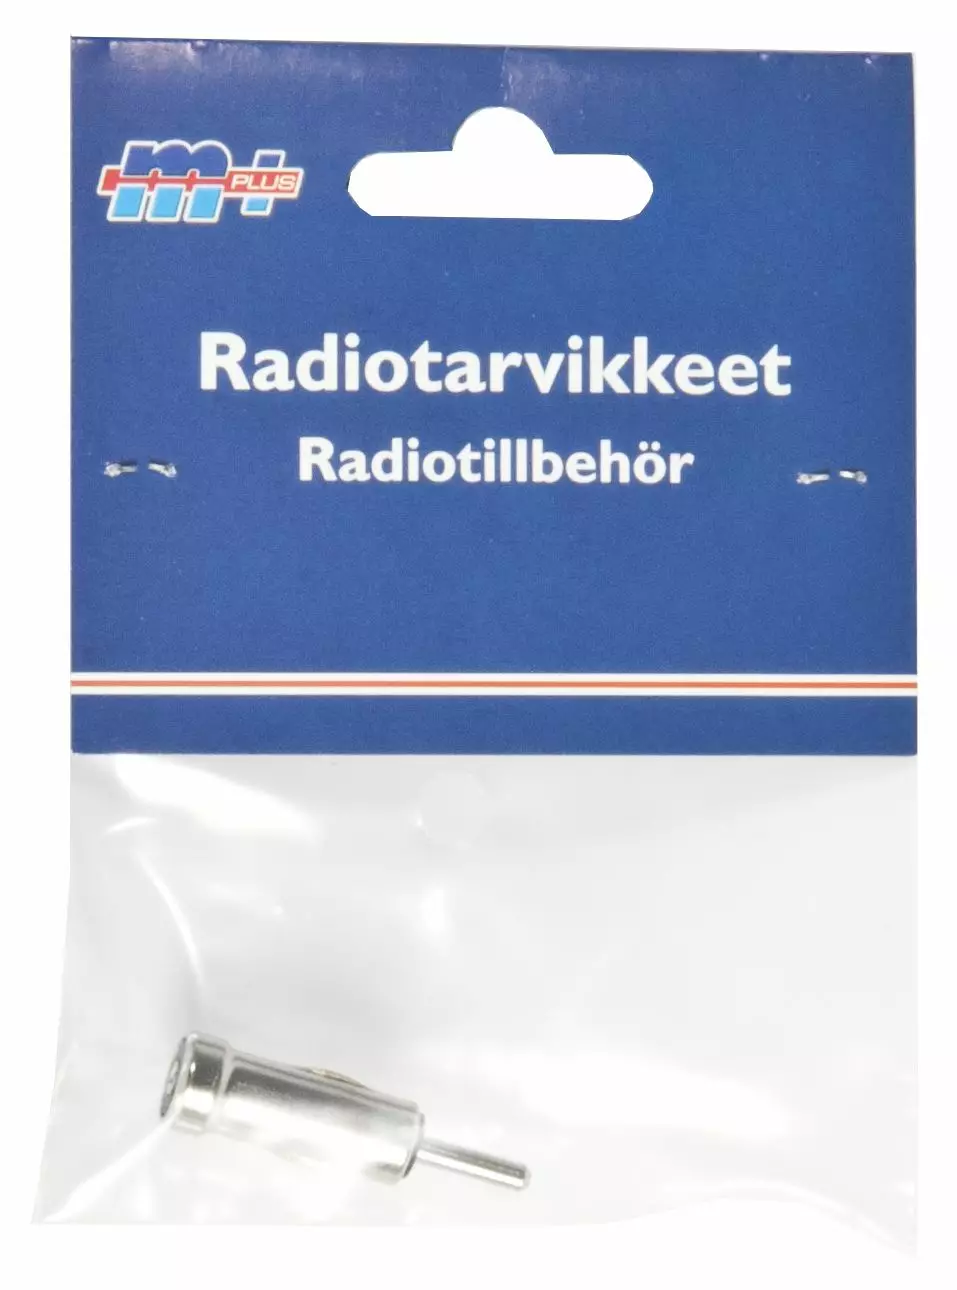 m+ PLUS
Radiotarvikkeet
Radiotillbehör